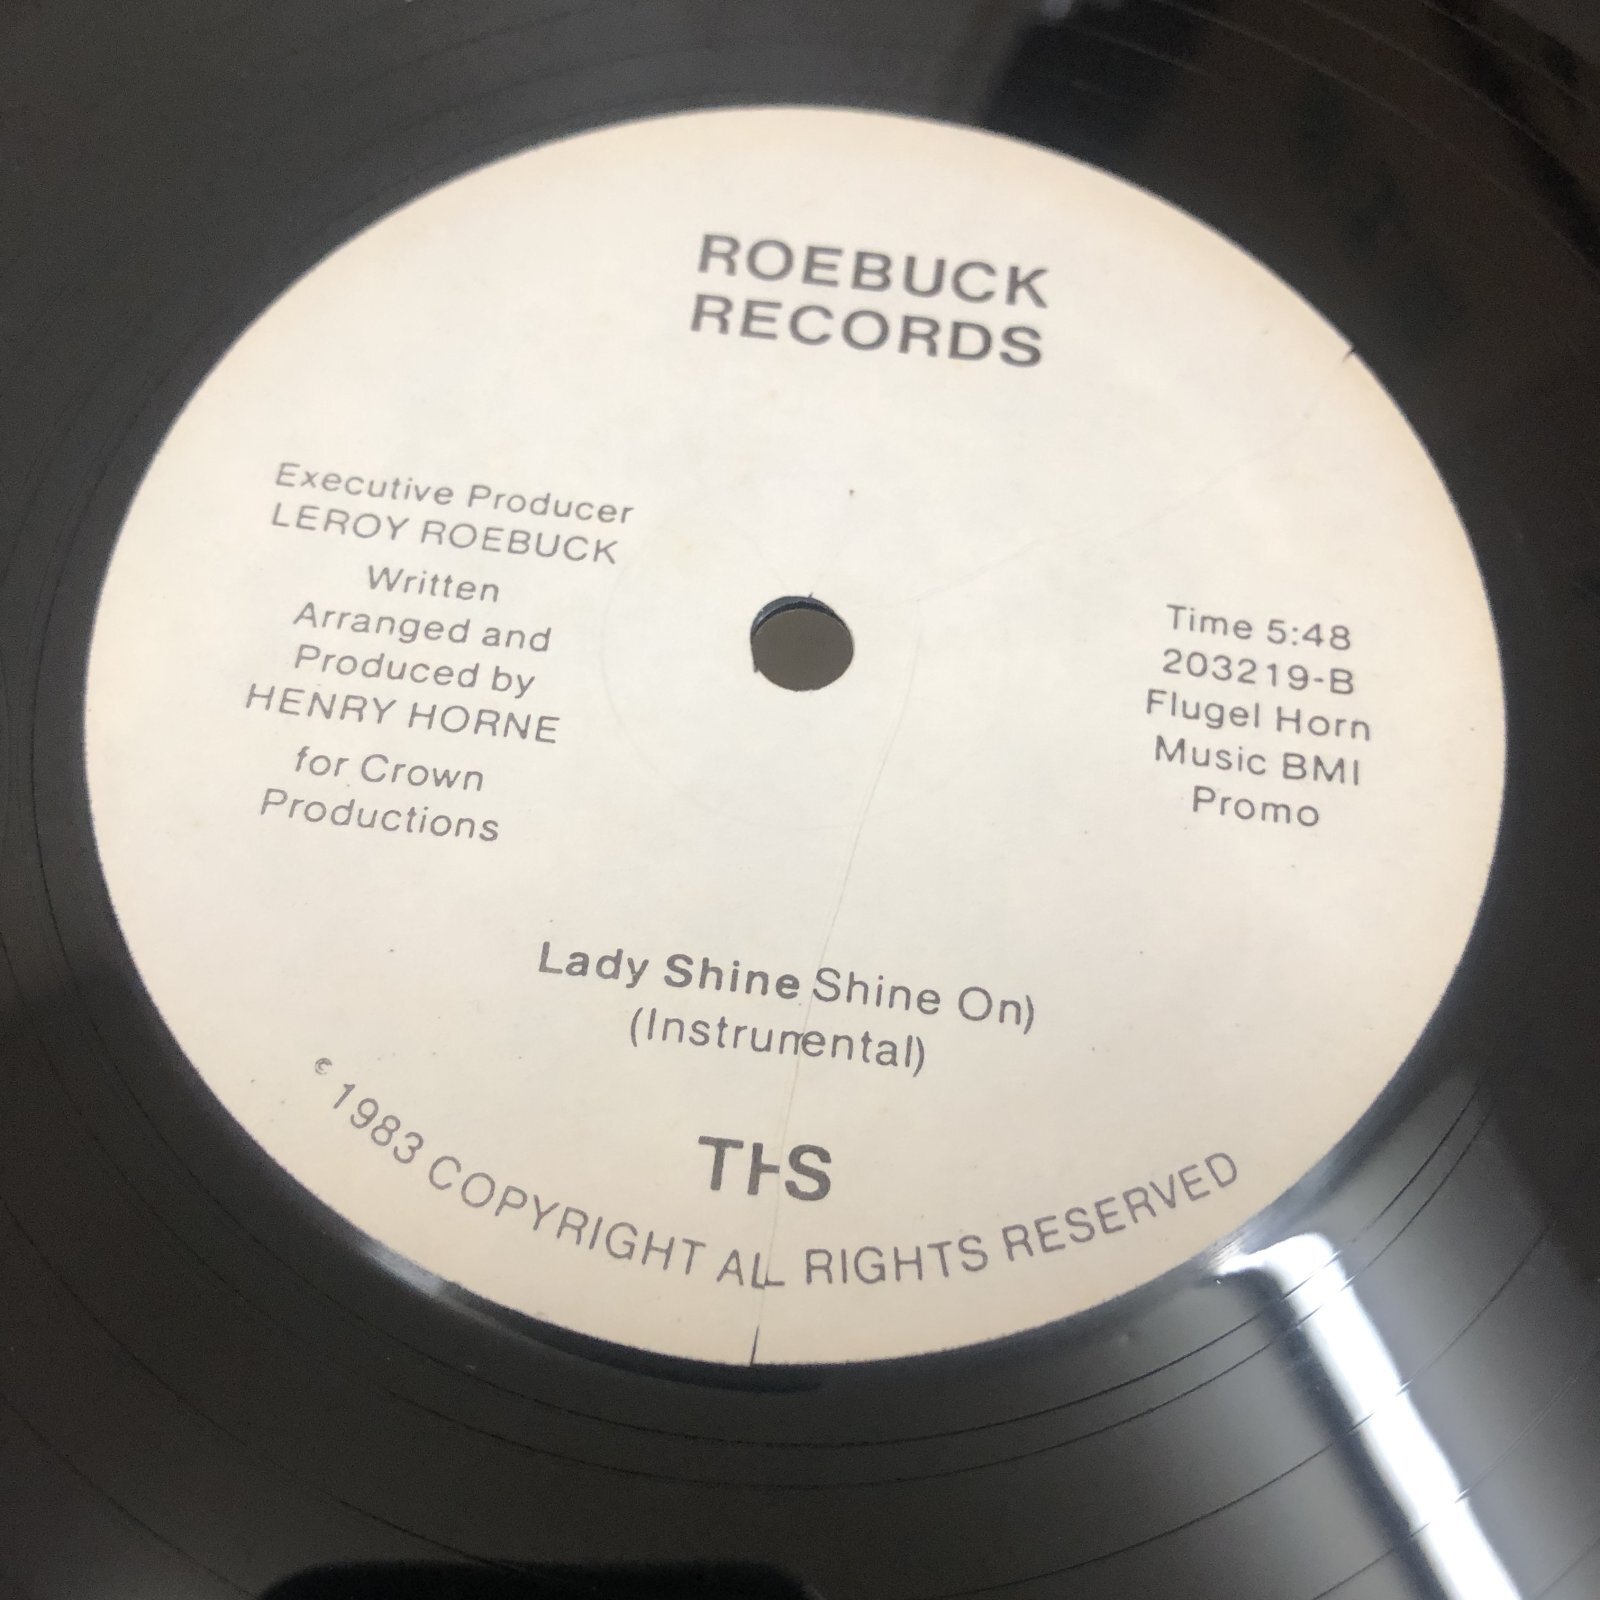 ROEBUCK
RECORDS
Executive Producer
LEROY ROEBUCK
Written
Arranged and
Produced by
HENRY HORNE
for Crown
Productions
Time 5:48
203219-B
Flugel Horn
Music BMI
Promo
Lady Shine Shine On)
(Instrumental)
THS
© 1983 COPYRIGHT ALL RIGHTS RESERVED